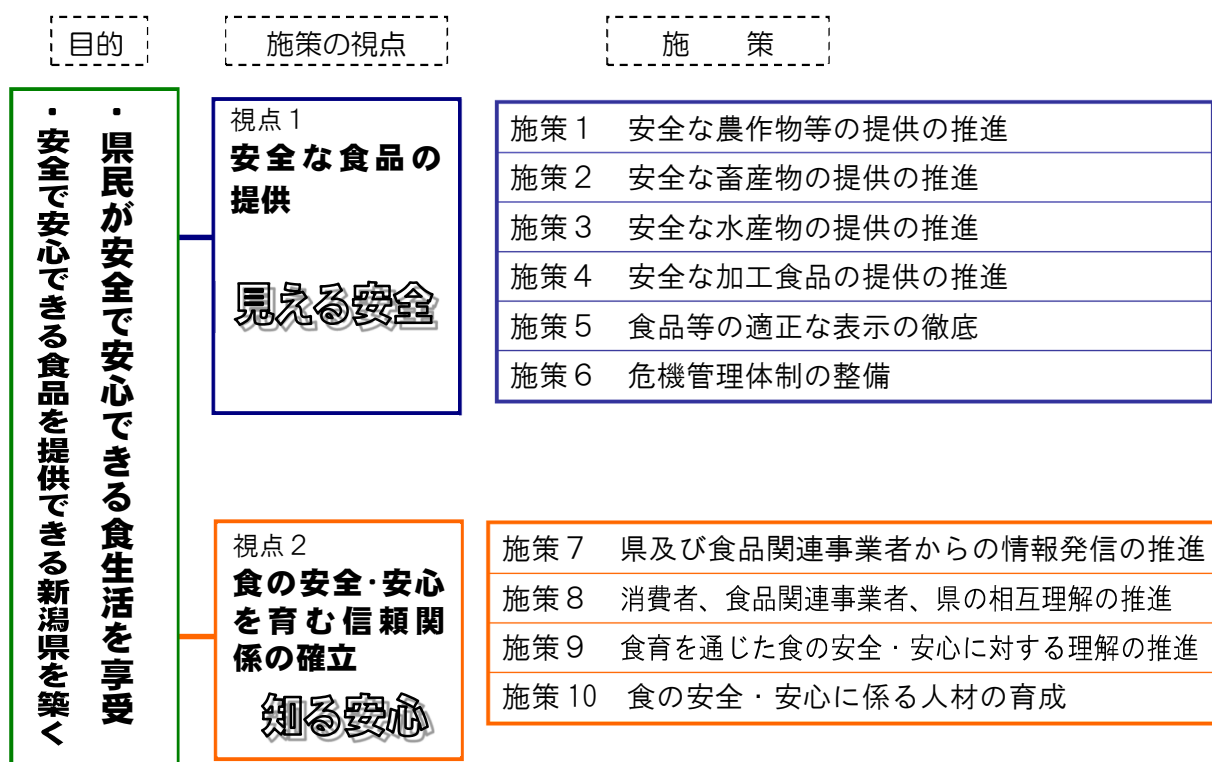 目的
施策の視点
施　　策
・県民が安全で安心できる食生活を享受
・安全で安心できる食品を提供できる新潟県を築く
視点１
安全な食品の
提供
見える安全
施策１　安全な農作物等の提供の推進
施策２　安全な畜産物の提供の推進
施策３　安全な水産物の提供の推進
施策４　安全な加工食品の提供の推進
施策５　食品等の適正な表示の徹底
施策６　危機管理体制の整備
視点２
食の安全・安心
を育む信頼関
係の確立
知る安心
施策７　県及び食品関連事業者からの情報発信の推進
施策８　消費者、食品関連事業者、県の相互理解の推進
施策９　食育を通じた食の安全・安心に対する理解の推進
施策10　食の安全・安心に係る人材の育成